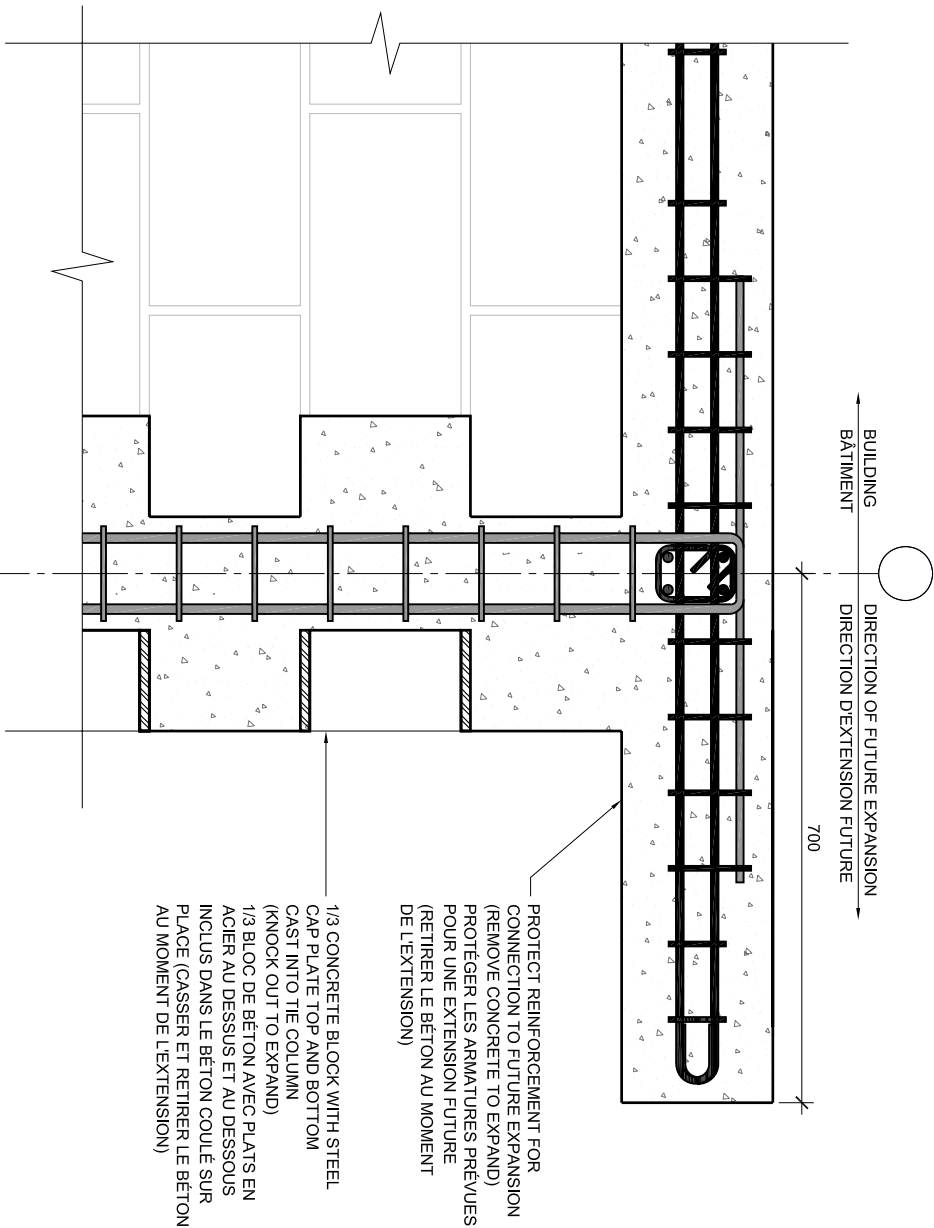 BUILDING
BÂTIMENT
DIRECTION OF FUTURE EXPANSION
DIRECTION D'EXTENSION FUTURE
700
PROTECT REINFORCEMENT FOR
CONNECTION TO FUTURE EXPANSION
(REMOVE CONCRETE TO EXPAND)
PROTÉGER LES ARMATURES PRÉVUES
POUR UNE EXTENSION FUTURE
(RETIRER LE BÉTON AU MOMENT
DE L'EXTENSION)
1/3 CONCRETE BLOCK WITH STEEL
CAP PLATE TOP AND BOTTOM
CAST INTO TIE COLUMN
(KNOCK OUT TO EXPAND)
1/3 BLOC DE BÉTON AVEC PLATS EN
ACIER AU DESSUS ET AU DESSOUS
INCLUS DANS LE BÉTON COULÉ SUR
PLACE (CASSER ET RETIRER LE BÉTON
AU MOMENT DE L'EXTENSION)